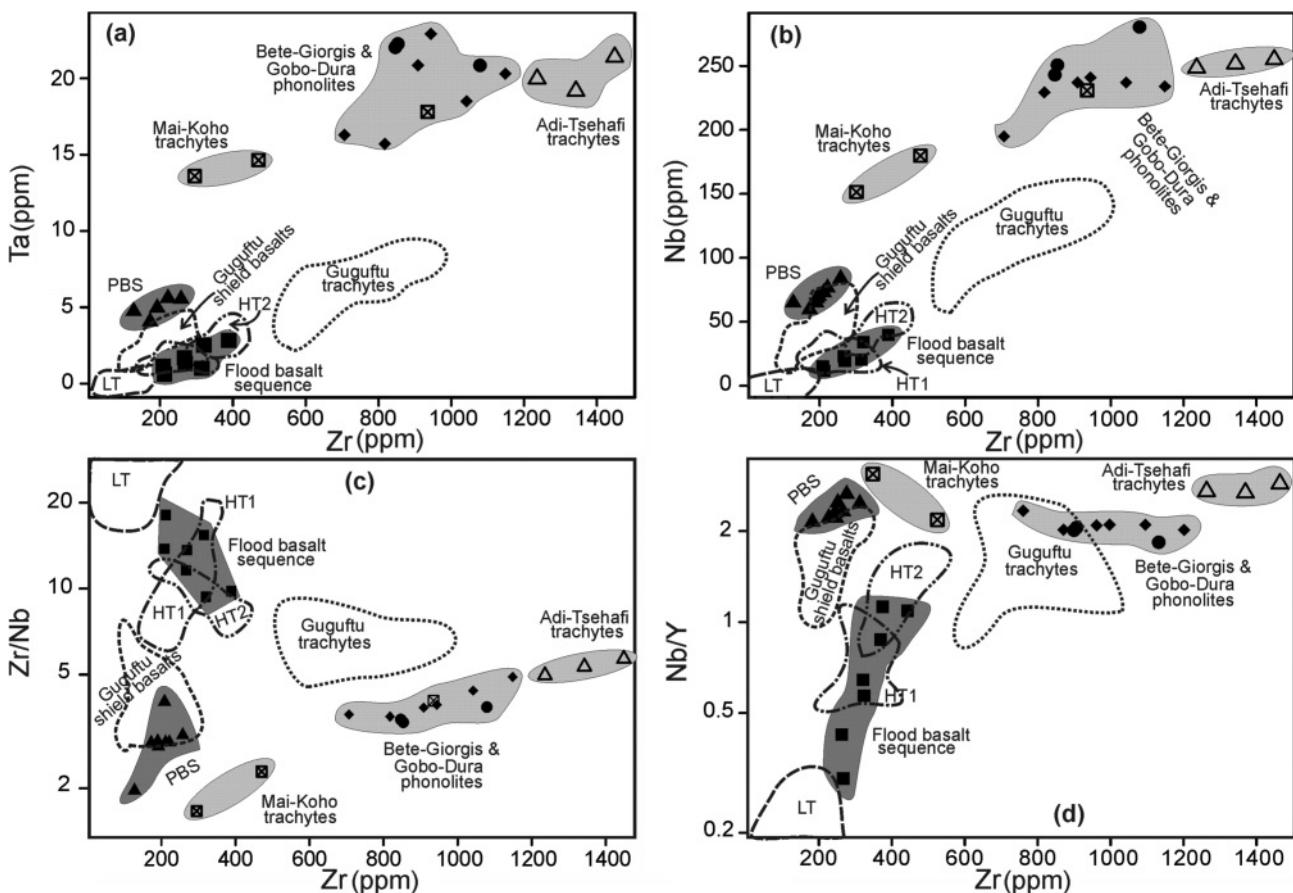 (a)
Ta (ppm)
20
15
10
5
0
Bete-Giorgis &
Gobo-Dura
phonolites
Mai-Koho
trachytes
Adi-Tsehafi
trachytes
PBS
Guguftu
shield basalts
HT2
Guguftu
trachytes
LT
Flood basalt
sequence
200 400 600 800 1000 1200 1400
Zr (ppm)
(b)
Nb (ppm)
250
200
150
100
50
0
Adi-Tsehafi
trachytes
Mai-Koho
trachytes
Bete-Giorgis &
Gobo-Dura
phonolites
Guguftu
trachytes
Guguftu
shield basalts
PBS
HT2
Flood basalt
sequence
LT
HT1
200 400 600 800 1000 1200 1400
Zr (ppm)
(c)
Zr/Nb
20
10
5
2
LT
HT1
Flood basalt
sequence
HT1
HT2
Guguftu
trachytes
Adi-Tsehafi
trachytes
Guguftu
shield basalts
PBS
Bete-Giorgis &
Gobo-Dura
phonolites
Mai-Koho
trachytes
200 400 600 800 1000 1200 1400
Zr (ppm)
Nb/Y
2
1
0.5
0.2
PBS
Mai-Koho
trachytes
Adi-Tsehafi
trachytes
Guguftu
shield basalts
HT2
Guguftu
trachytes
Bete-Giorgis &
Gobo-Dura
phonolites
HT1
Flood basalt
sequence
LT
(d)
200 400 600 800 1000 1200 1400
Zr (ppm)